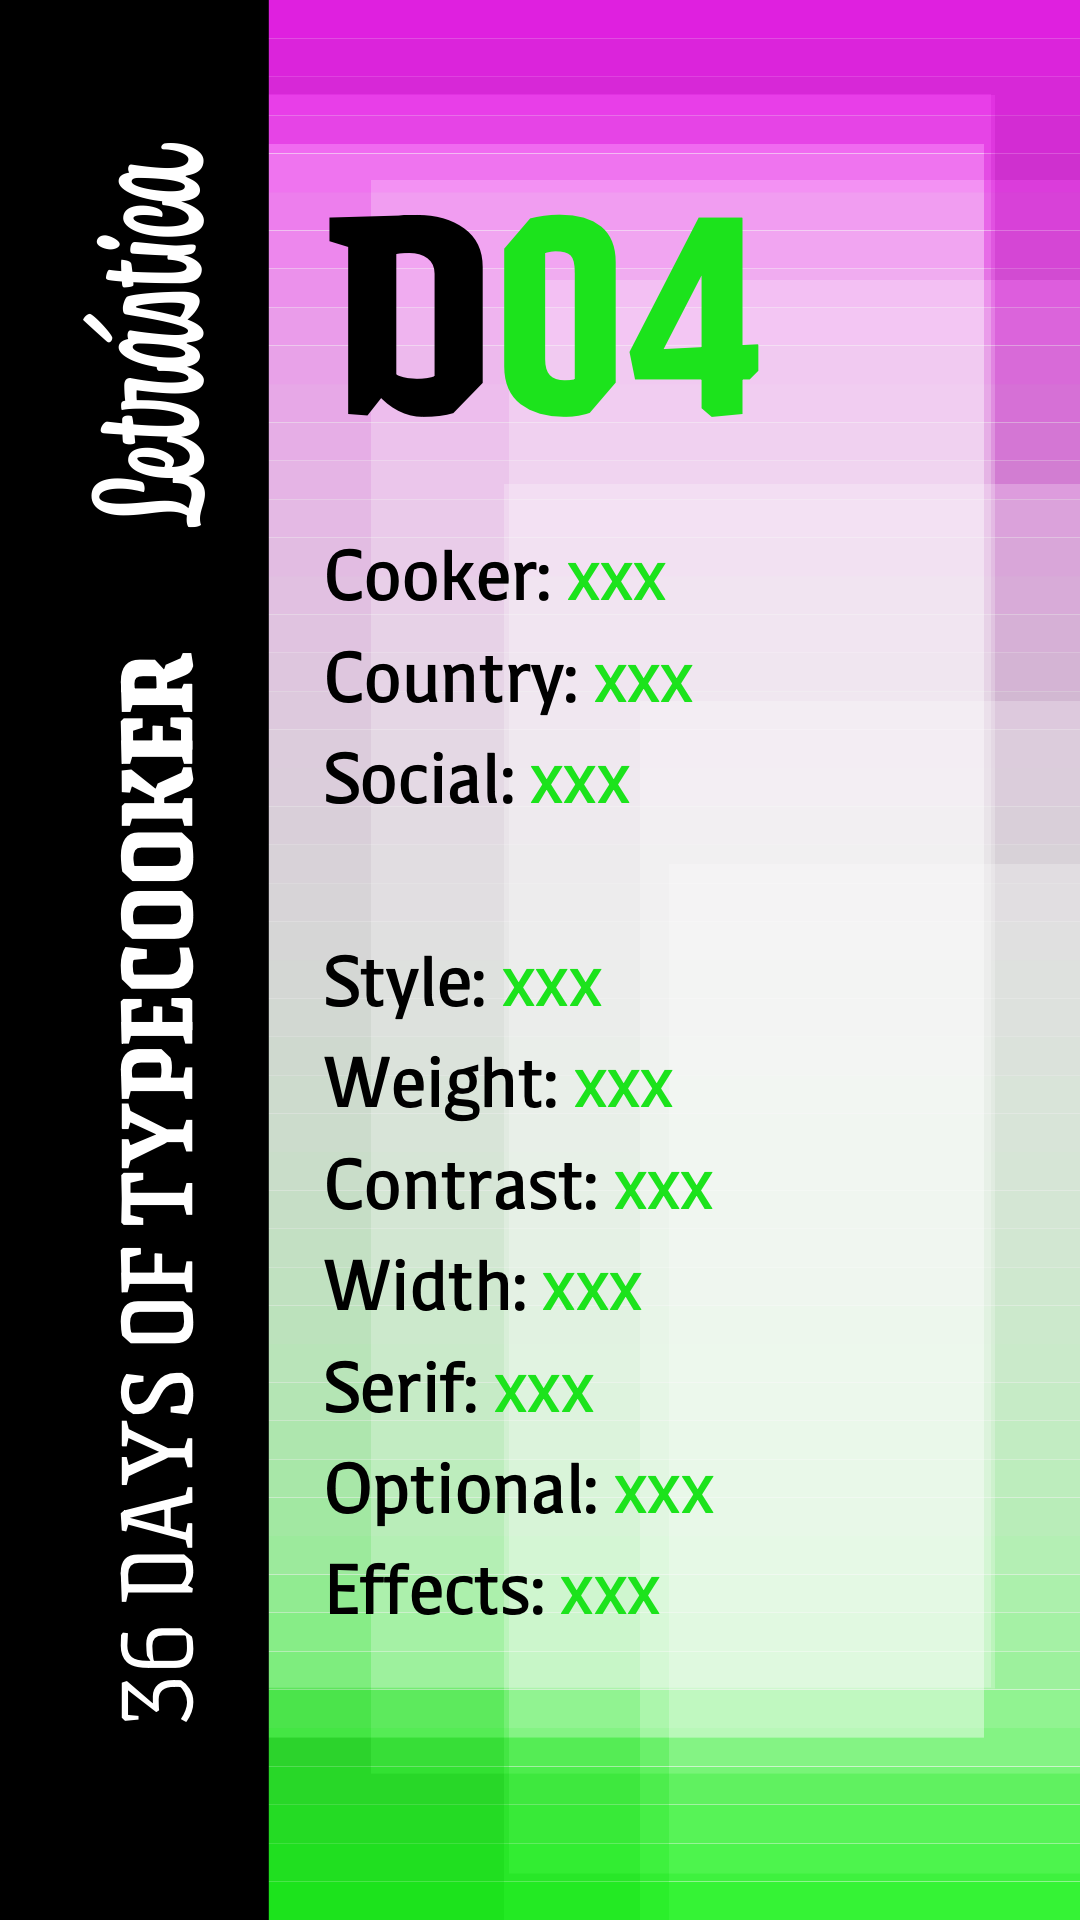 Letrástica
36 DAYS OF TYPECOOKER
D04
Cooker: xxx
Country: xxx
Social: xxx
Style: xxx
Weight: xxx
Contrast: xxx
Width: xxx
Serif: xxx
Optional: xxx
Effects: xxx